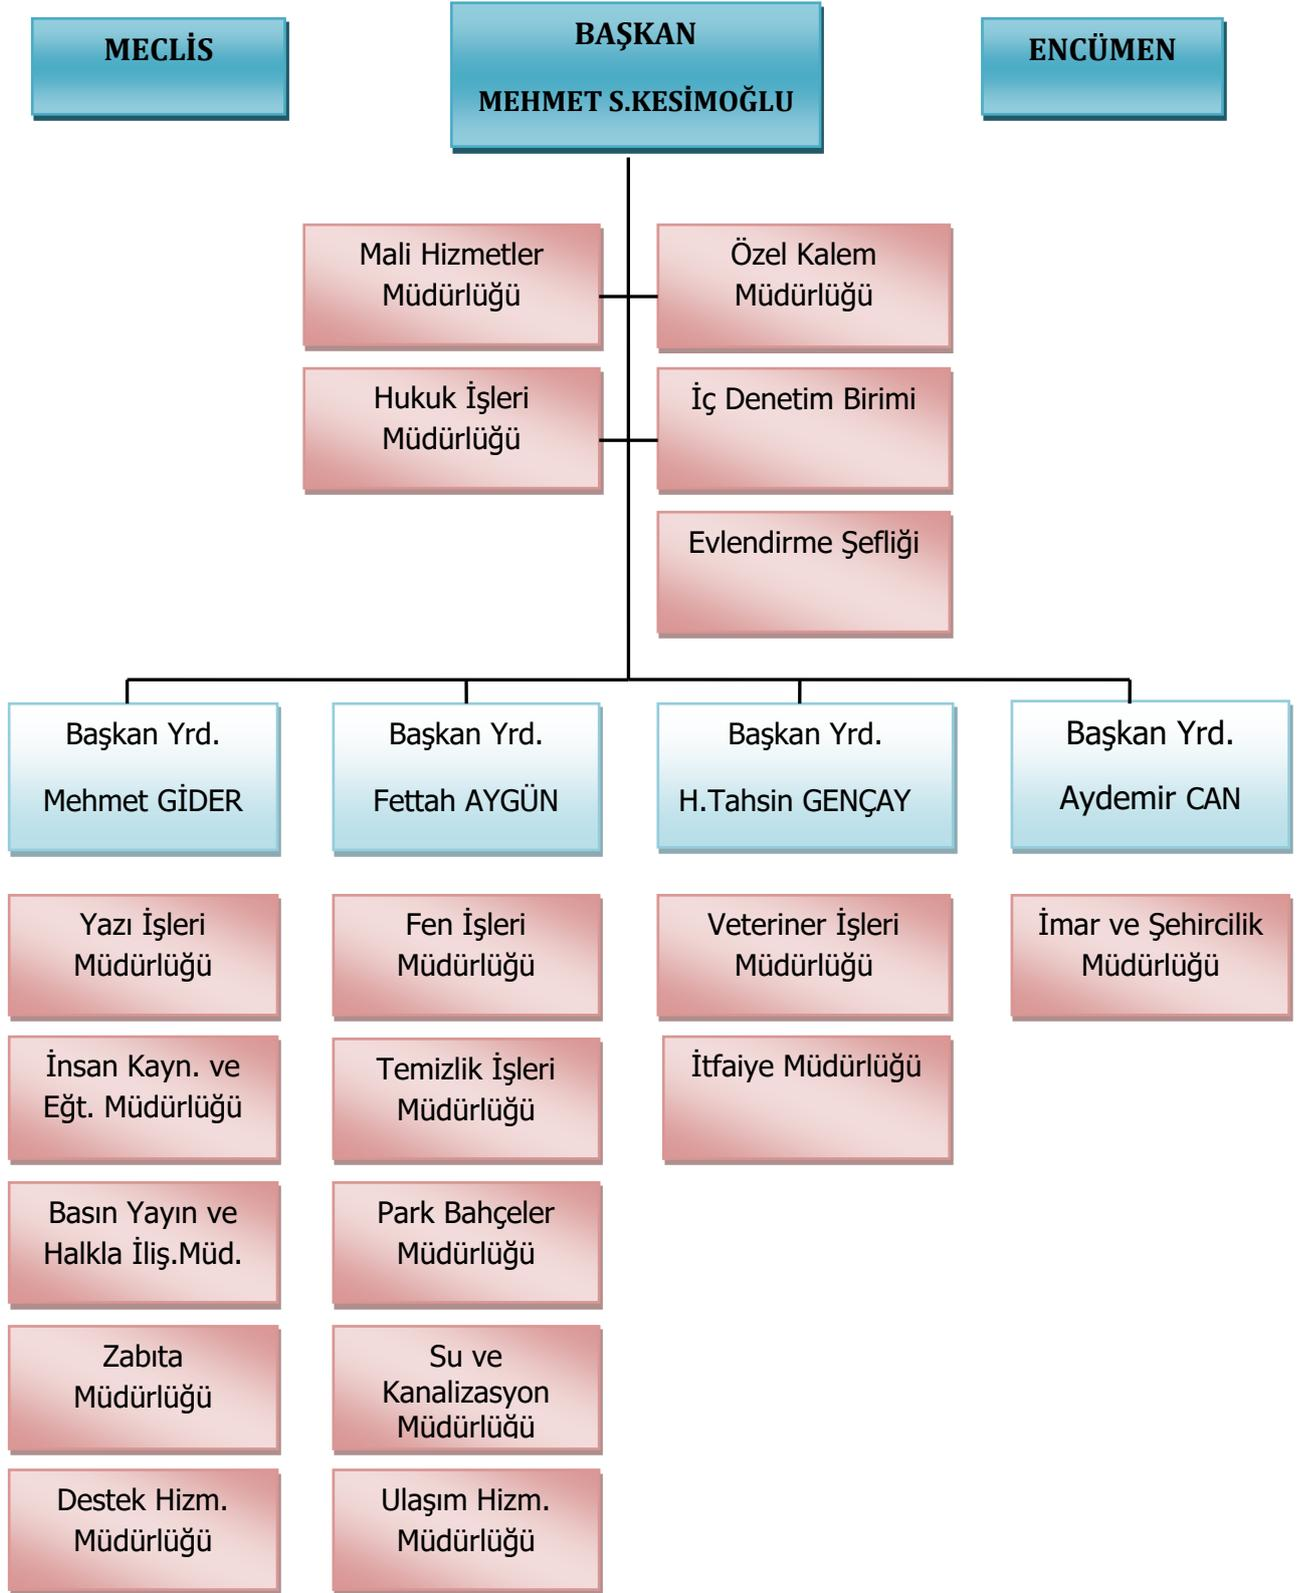 MECLİS
BAŞKAN
MEHMET S.KESİMOĞLU
ENCÜMEN
Mali Hizmetler
Müdürlüğü
Özel Kalem
Müdürlüğü
Hukuk İşleri
Müdürlüğü
İç Denetim Birimi
Evlendirme Şefliği
Başkan Yrd.
Mehmet GİDER
Başkan Yrd.
Fettah AYGÜN
Başkan Yrd.
H.Tahsin GENÇAY
Başkan Yrd.
Aydemir CAN
Yazı İşleri
Müdürlüğü
Fen İşleri
Müdürlüğü
Veteriner İşleri
Müdürlüğü
İmar ve Şehircilik
Müdürlüğü
İnsan Kayn. ve
Eğt. Müdürlüğü
Temizlik İşleri
Müdürlüğü
İtfaiye Müdürlüğü
Basın Yayın ve
Halkla İliş.Müd.
Park Bahçeler
Müdürlüğü
Zabıta
Müdürlüğü
Su ve
Kanalizasyon
Müdürlüğü
Destek Hizm.
Müdürlüğü
Ulaşım Hizm.
Müdürlüğü